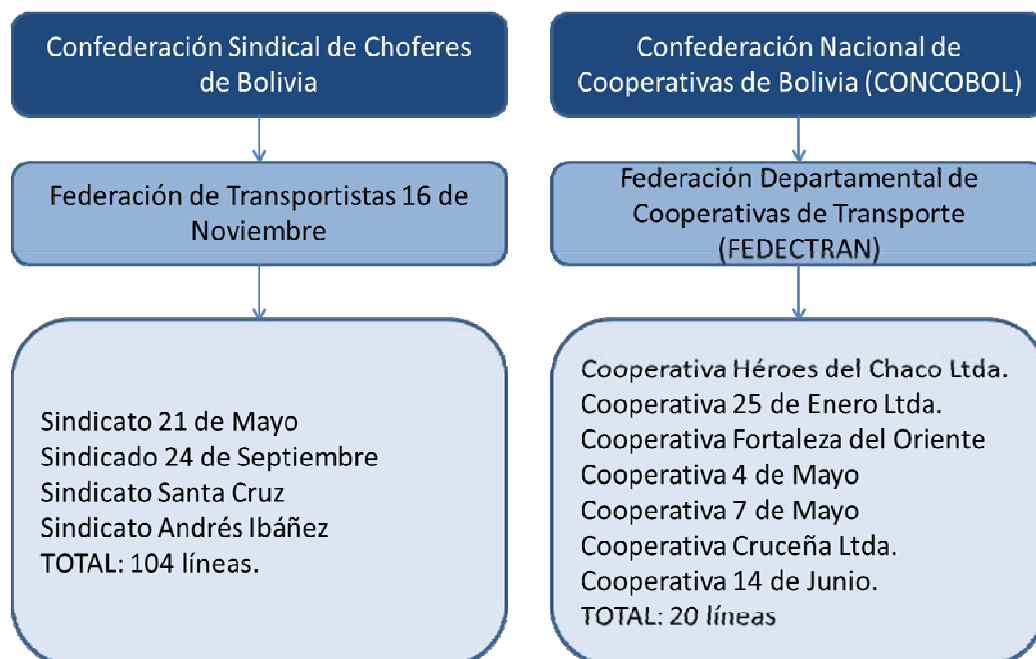 Confederación Sindical de Choferes
de Bolivia
Federación de Transportistas 16 de
Noviembre
Sindicato 21 de Mayo
Sindicado 24 de Septiembre
Sindicato Santa Cruz
Sindicato Andrés Ibáñez
TOTAL: 104 líneas.
Confederación Nacional de
Cooperativas de Bolivia (CONCOBOL)
Federación Departamental de
Cooperativas de Transporte
(FEDECTRAN)
Cooperativa Héroes del Chaco Ltda.
Cooperativa 25 de Enero Ltda.
Cooperativa Fortaleza del Oriente
Cooperativa 4 de Mayo
Cooperativa 7 de Mayo
Cooperativa Cruceña Ltda.
Cooperativa 14 de Junio.
TOTAL: 20 líneas